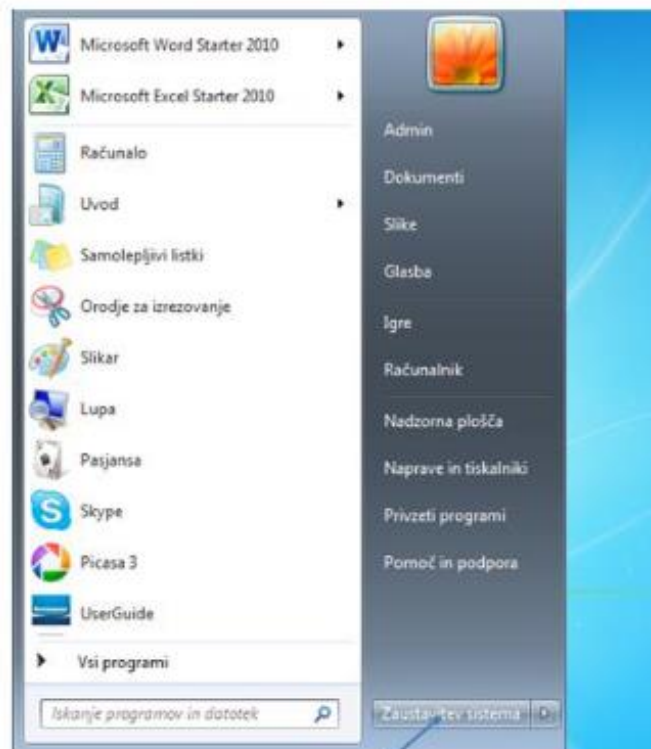 Microsoft Word Starter 2010
Microsoft Excel Starter 2010
Računalo
Uvod
Samolepljivi listki
Orodje za izrezovanje
Slikar
Lupa
Pasjansa
Skype
Picasa 3
UserGuide
Vsi programi
Iskanje programov in datotek
Admin
Dokumenti
Slike
Glasba
Igre
Računalnik
Nadzorna plošča
Naprave in tiskalniki
Privzeti programi
Pomoč in podpora
Zaustavitev sistema